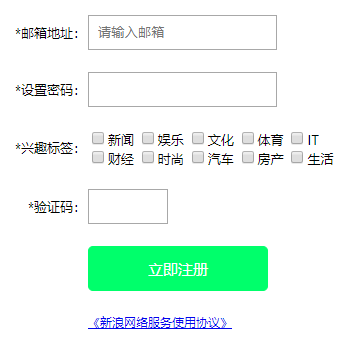 *邮箱地址：请输入邮箱
*设置密码：
*兴趣标签：新闻 娱乐 文化 体育 IT
财经 时尚 汽车 房产 生活
*验证码：
立即注册
《新浪网络服务使用协议》